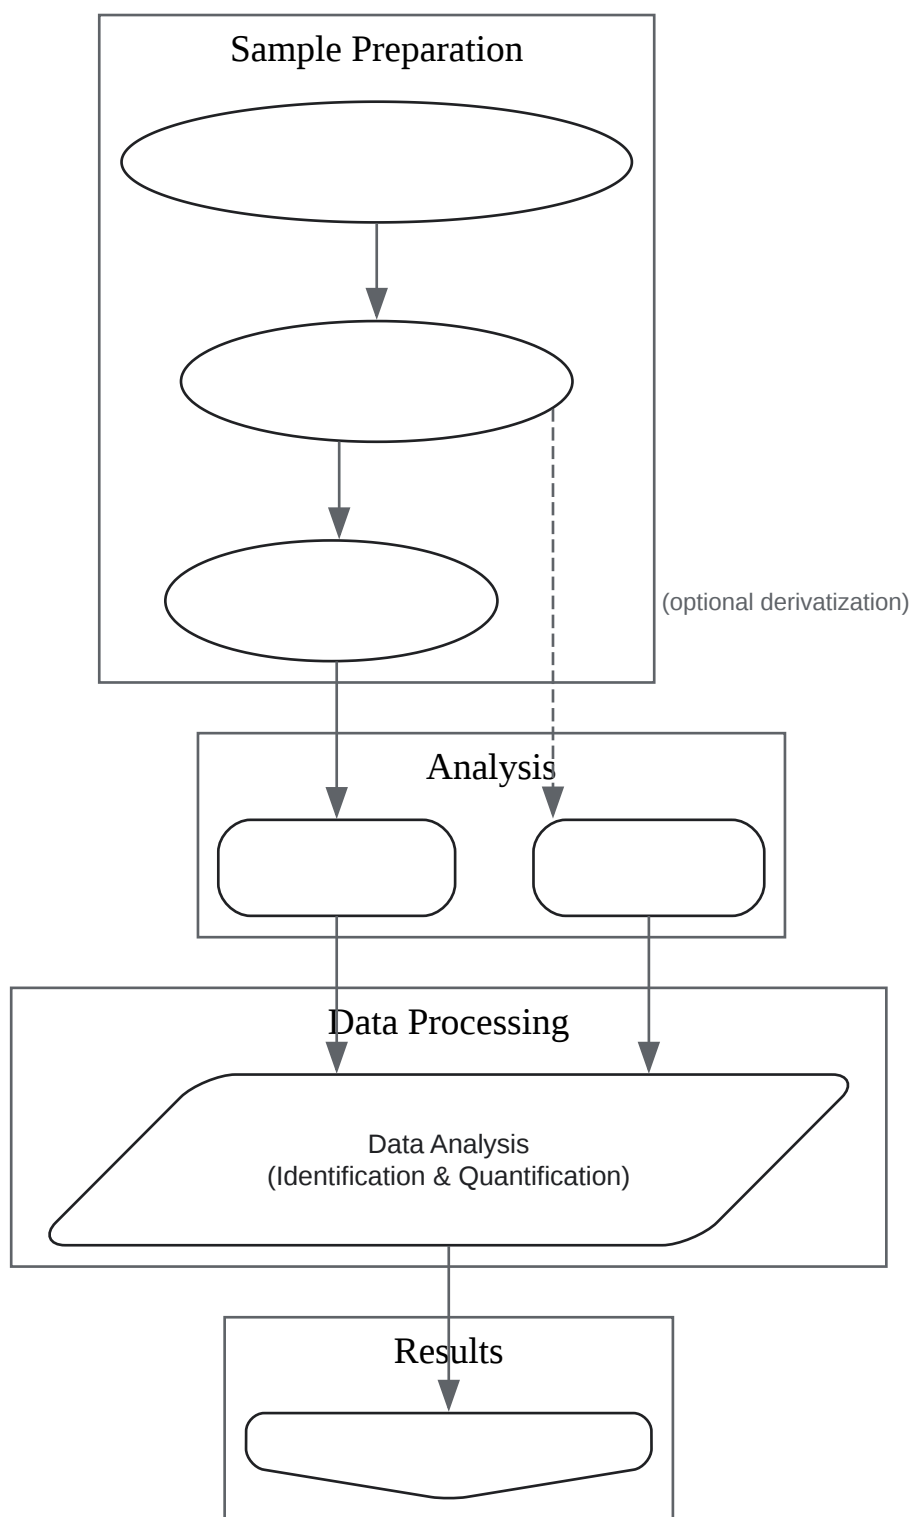 Sample Preparation
(optional derivatization)
Analysis
Data Processing
Data Analysis
(Identification & Quantification)
Results